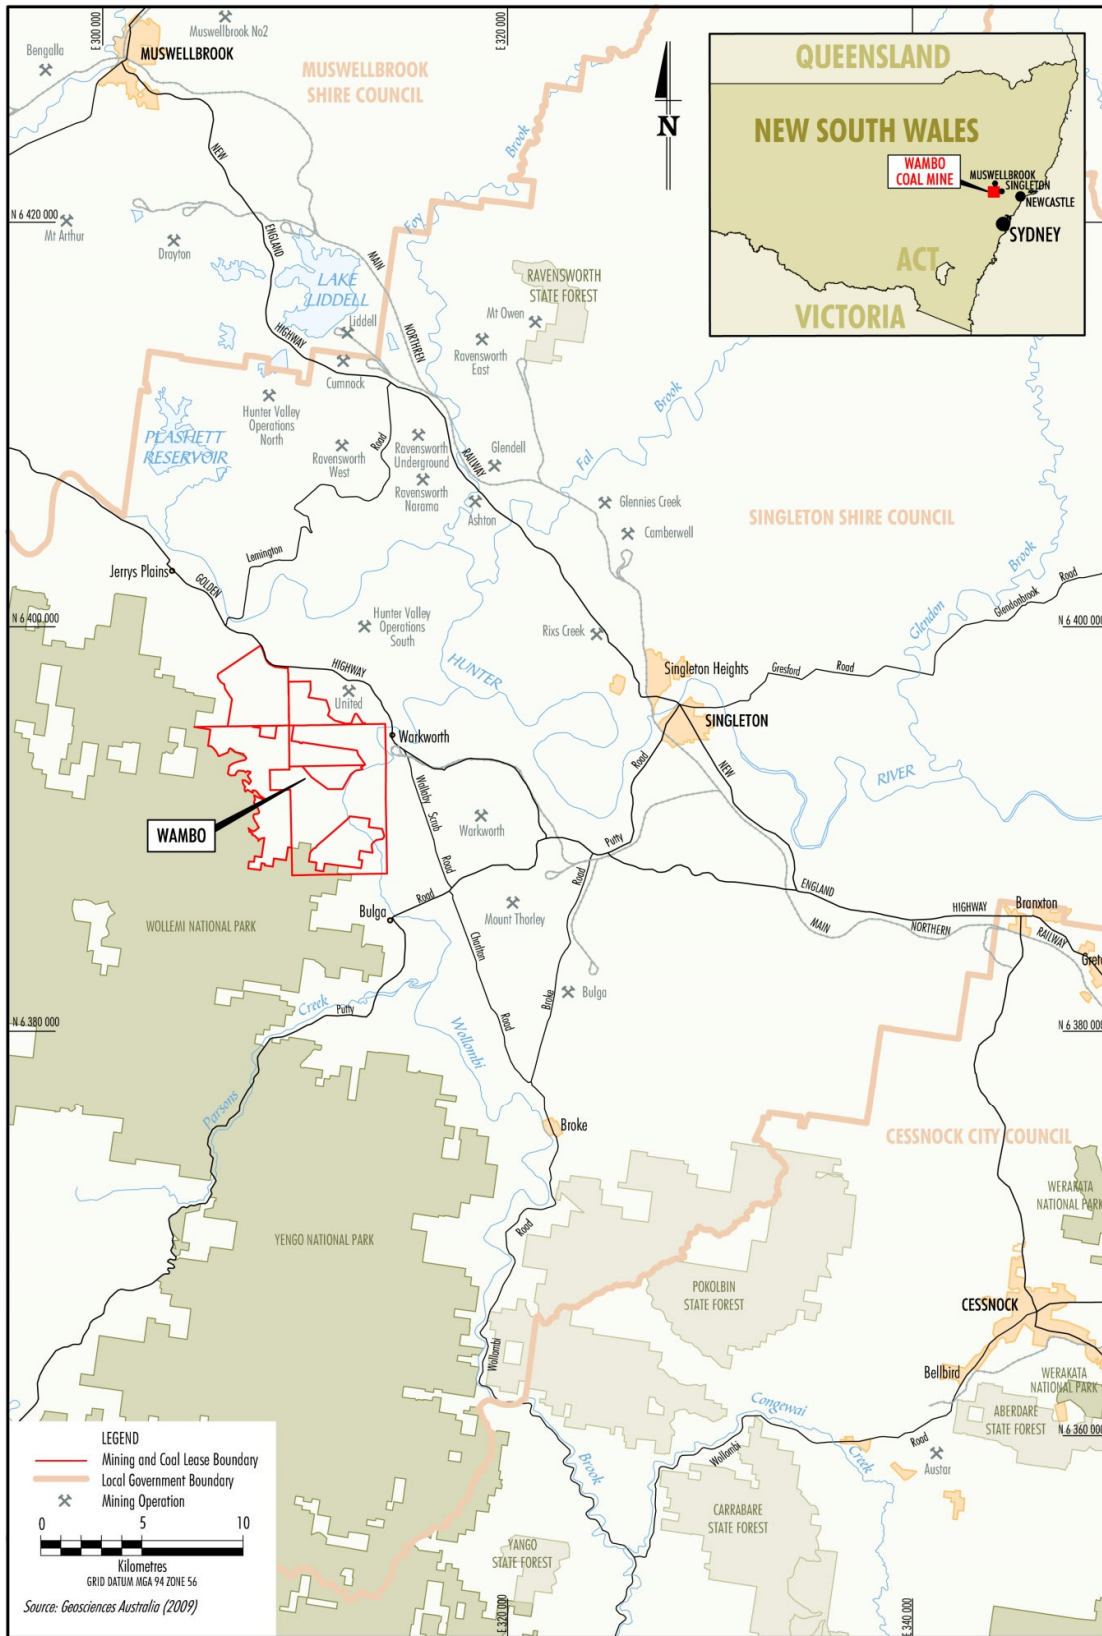 E 300 000
E 320 000
Muswellbrook No2
Bengalla
MUSWELLBROOK
MUSWELLBROOK
SHIRE COUNCIL
N
QUEENSLAND
NEW SOUTH WALES
WAMBO
COAL MINE
MUSWELLBROOK
SINGLETON
NEWCASTLE
SYDNEY
ACT
VICTORIA
NEW
Brook
Foy
N 6 420 000
Mt Arthur
Drayton
ENGLAND
MAIN
LAKE
LIDDELL
RAVENSWORTH
STATE FOREST
HIGHWAY
Liddell
NORTHREN
Mt Owen
Ravensworth
East
Cumnock
Brook
Hunter Valley
Operations
North
PLASHETT
RESERVOIR
Road
Ravensworth
West
Ravensworth
Underground
RAILWAY
Glendell
Fal
Ravensworth
Narama
Ashton
Glennies Creek
Camberwell
SINGLETON SHIRE COUNCIL
Lemington
Jerrys Plains
GOLDEN
Brook
Road
Glendonbrook
Glendon
N 6 400 000
N 6 400 000
Hunter Valley
Operations
South
Rixs Creek
HIGHWAY
HUNTER
Singleton Heights
Gresford
Road
United
SINGLETON
Warkworth
Road
NEW
RIVER
Wallaby
Scrub
Road
WAMBO
Warkworth
Putty
Road
ENGLAND
HIGHWAY
Branxton
Road
Bulga
Mount Thorley
MAIN
NORTHERN
RAILWAY
Gret
WOLLEMI NATIONAL PARK
Charlton
Road
Broke
Bulga
Creek
Putty
N 6 380 000
N 6 380 000
Wollombi
Parsons
Broke
CESSNOCK CITY COUNCIL
WERAKATA
NATIONAL PARK
YENGO NATIONAL PARK
Road
POKOLBIN
STATE FOREST
CESSNOCK
Wollombi
Bellbird
WERAKATA
NATIONAL PARK
Congewai
ABERDARE
STATE FOREST
N 6 360 000
Creek
Road
Wollombi
Austar
Brook
CARRABARE
STATE FOREST
YANGO
STATE FOREST
E 320 000
E 340 000
LEGEND
Mining and Coal Lease Boundary
Local Government Boundary
Mining Operation
0 5 10
Kilometres
GRID DATUM MGA 94 ZONE 56
Source: Geosciences Australia (2009)